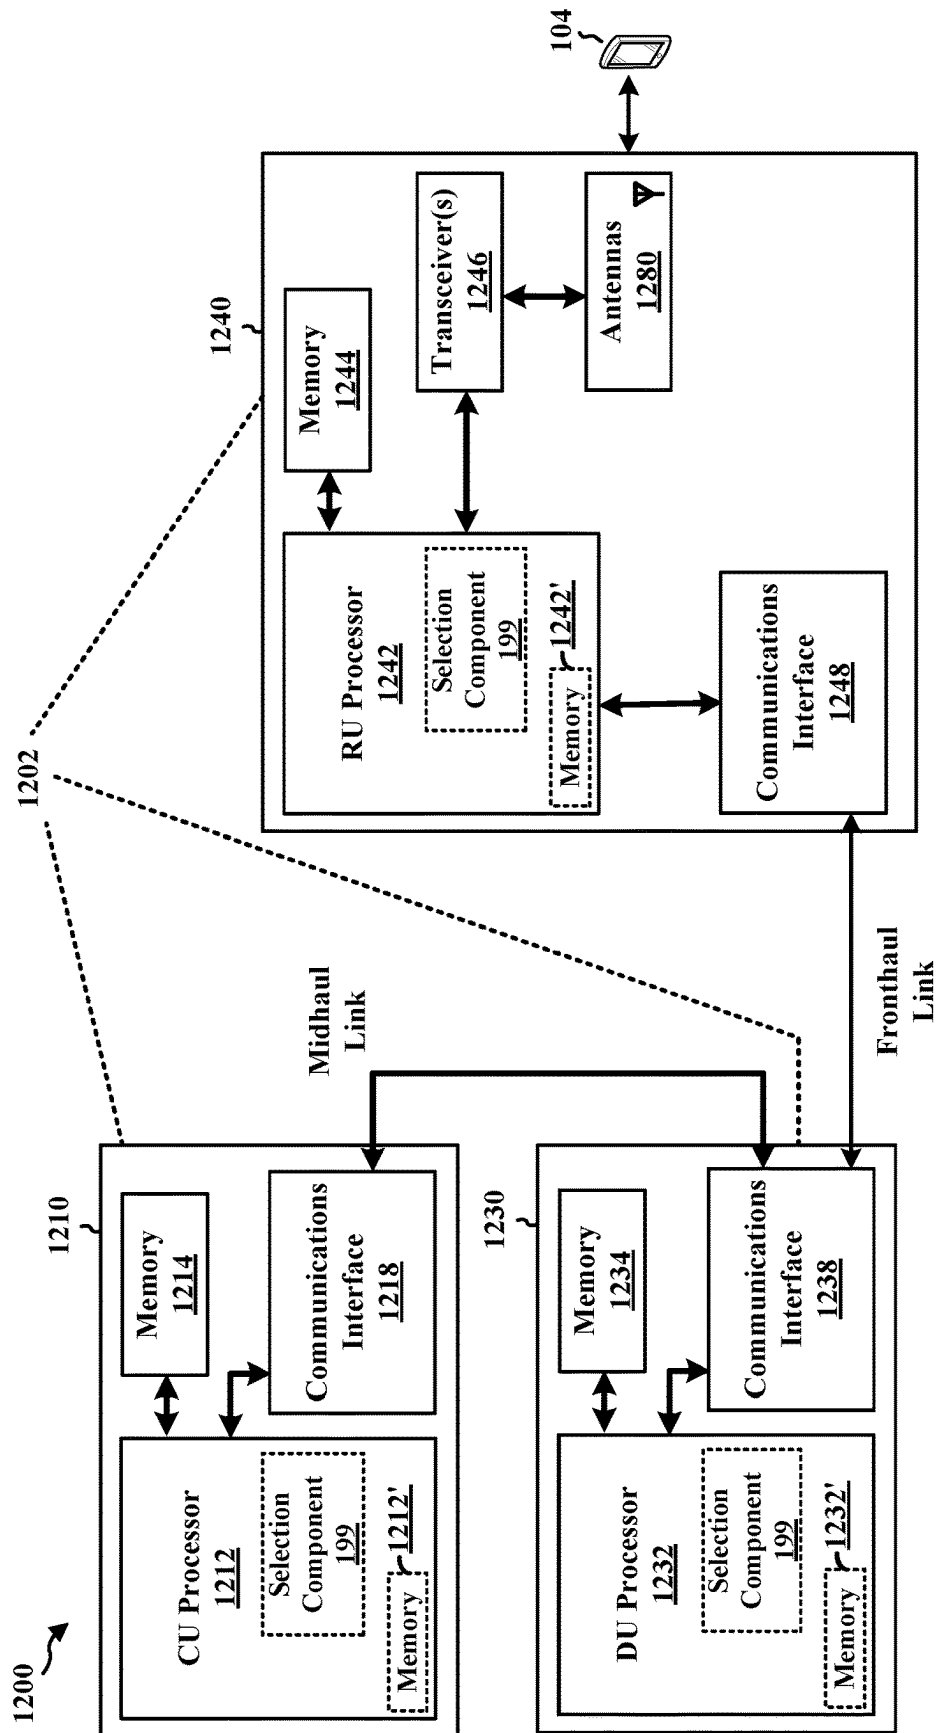 1200
1202
1210
CU Processor
1212
Selection
Component
199
Memory
1212'
Memory
1214
Communications
Interface
1218
Midhaul
Link
1230
DU Processor
1232
Selection
Component
199
Memory
1232'
Memory
1234
Communications
Interface
1238
Fronthaul
Link
1240
RU Processor
1242
Selection
Component
199
Memory
1242'
Memory
1244
Transceiver(s)
1246
Antennas
1280
Communications
Interface
1248
104